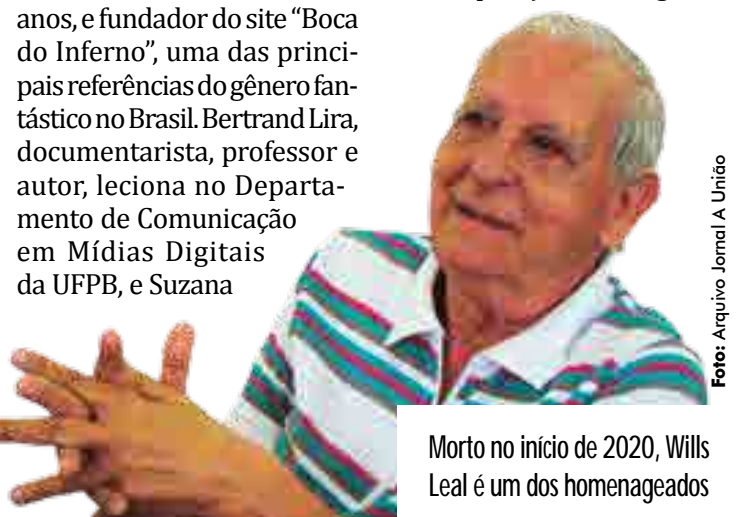 anos, e fundador do site “Boca
do Inferno”, uma das princi-
pais referências do gênero fan-
tástico no Brasil. Bertrand Lira,
documentarista, professor e
autor, leciona no Departa-
mento de Comunicação
em Mídias Digitais
da UFPB, e Suzana
Foto: Arquivo Jornal A União
Morto no início de 2020, Wills
Leal é um dos homenageados